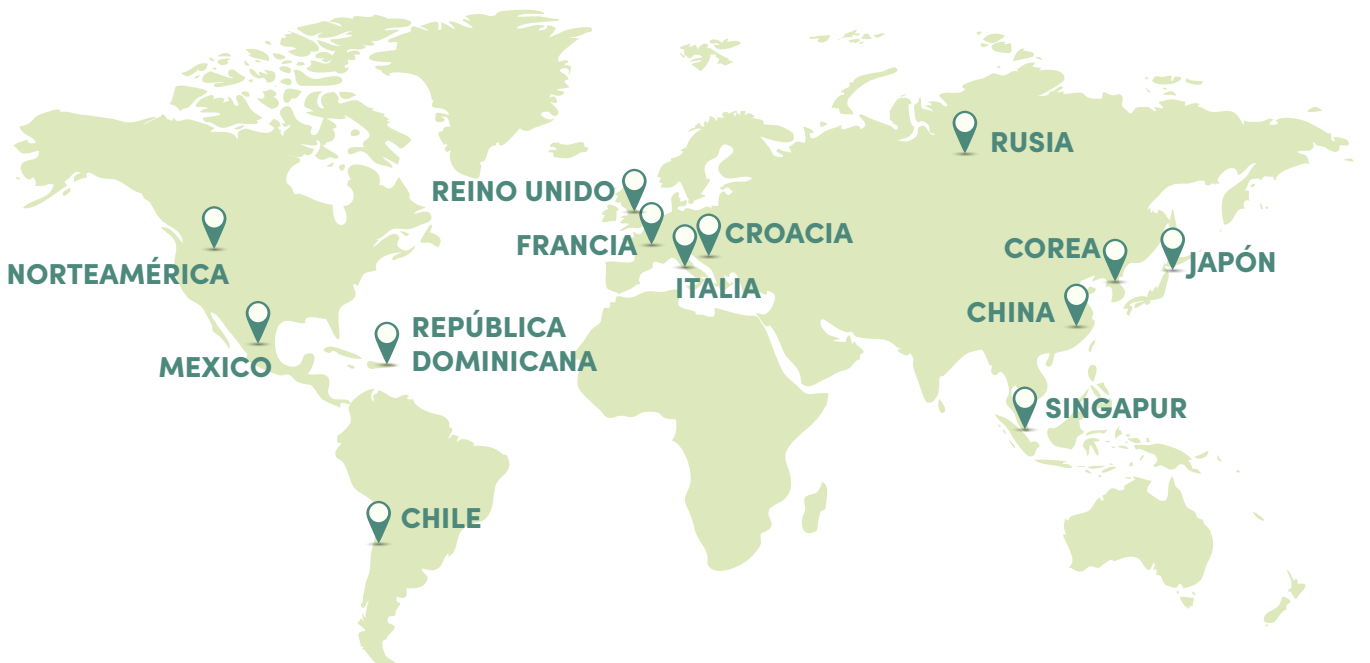 RUSIA
REINO UNIDO
CROACIA
FRANCIA
COREA
JAPÓN
NORTEAMÉRICA
ITALIA
CHINA
REPÚBLICA
DOMINICANA
MEXICO
SINGAPUR
CHILE